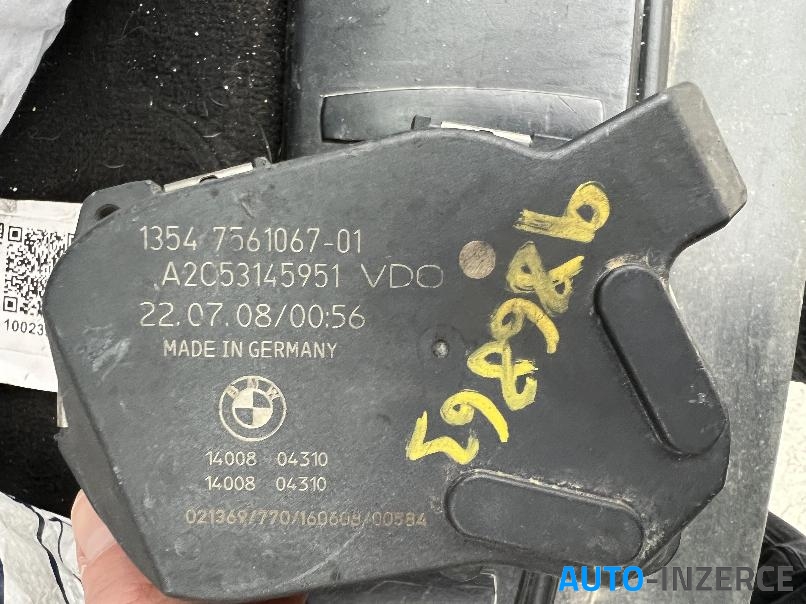 1354 7561067-01
A2C53145951 VDO
22.07.08/00:56
MADE IN GERMANY
BMW
14008 04310
14008 04310
021369/770/160608/00584
10023
AUTO-INZERCE